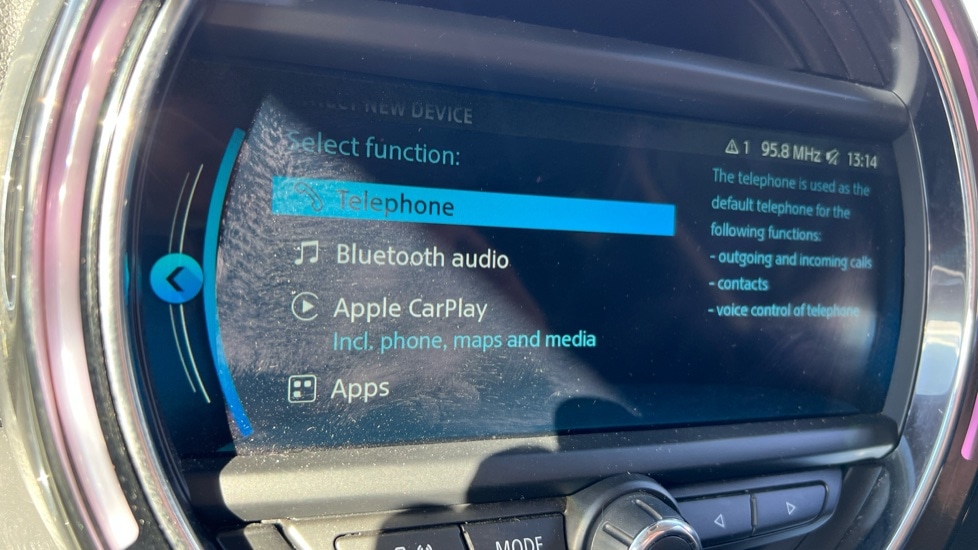 NEW DEVICE
Select function:
Telephone
Bluetooth audio
Apple CarPlay
Incl. phone, maps and media
Apps
1 95.8 MHz 13:14
The telephone is used as the
default telephone for the
following functions:
- outgoing and incoming calls
- contacts
- voice control of telephone
MODE